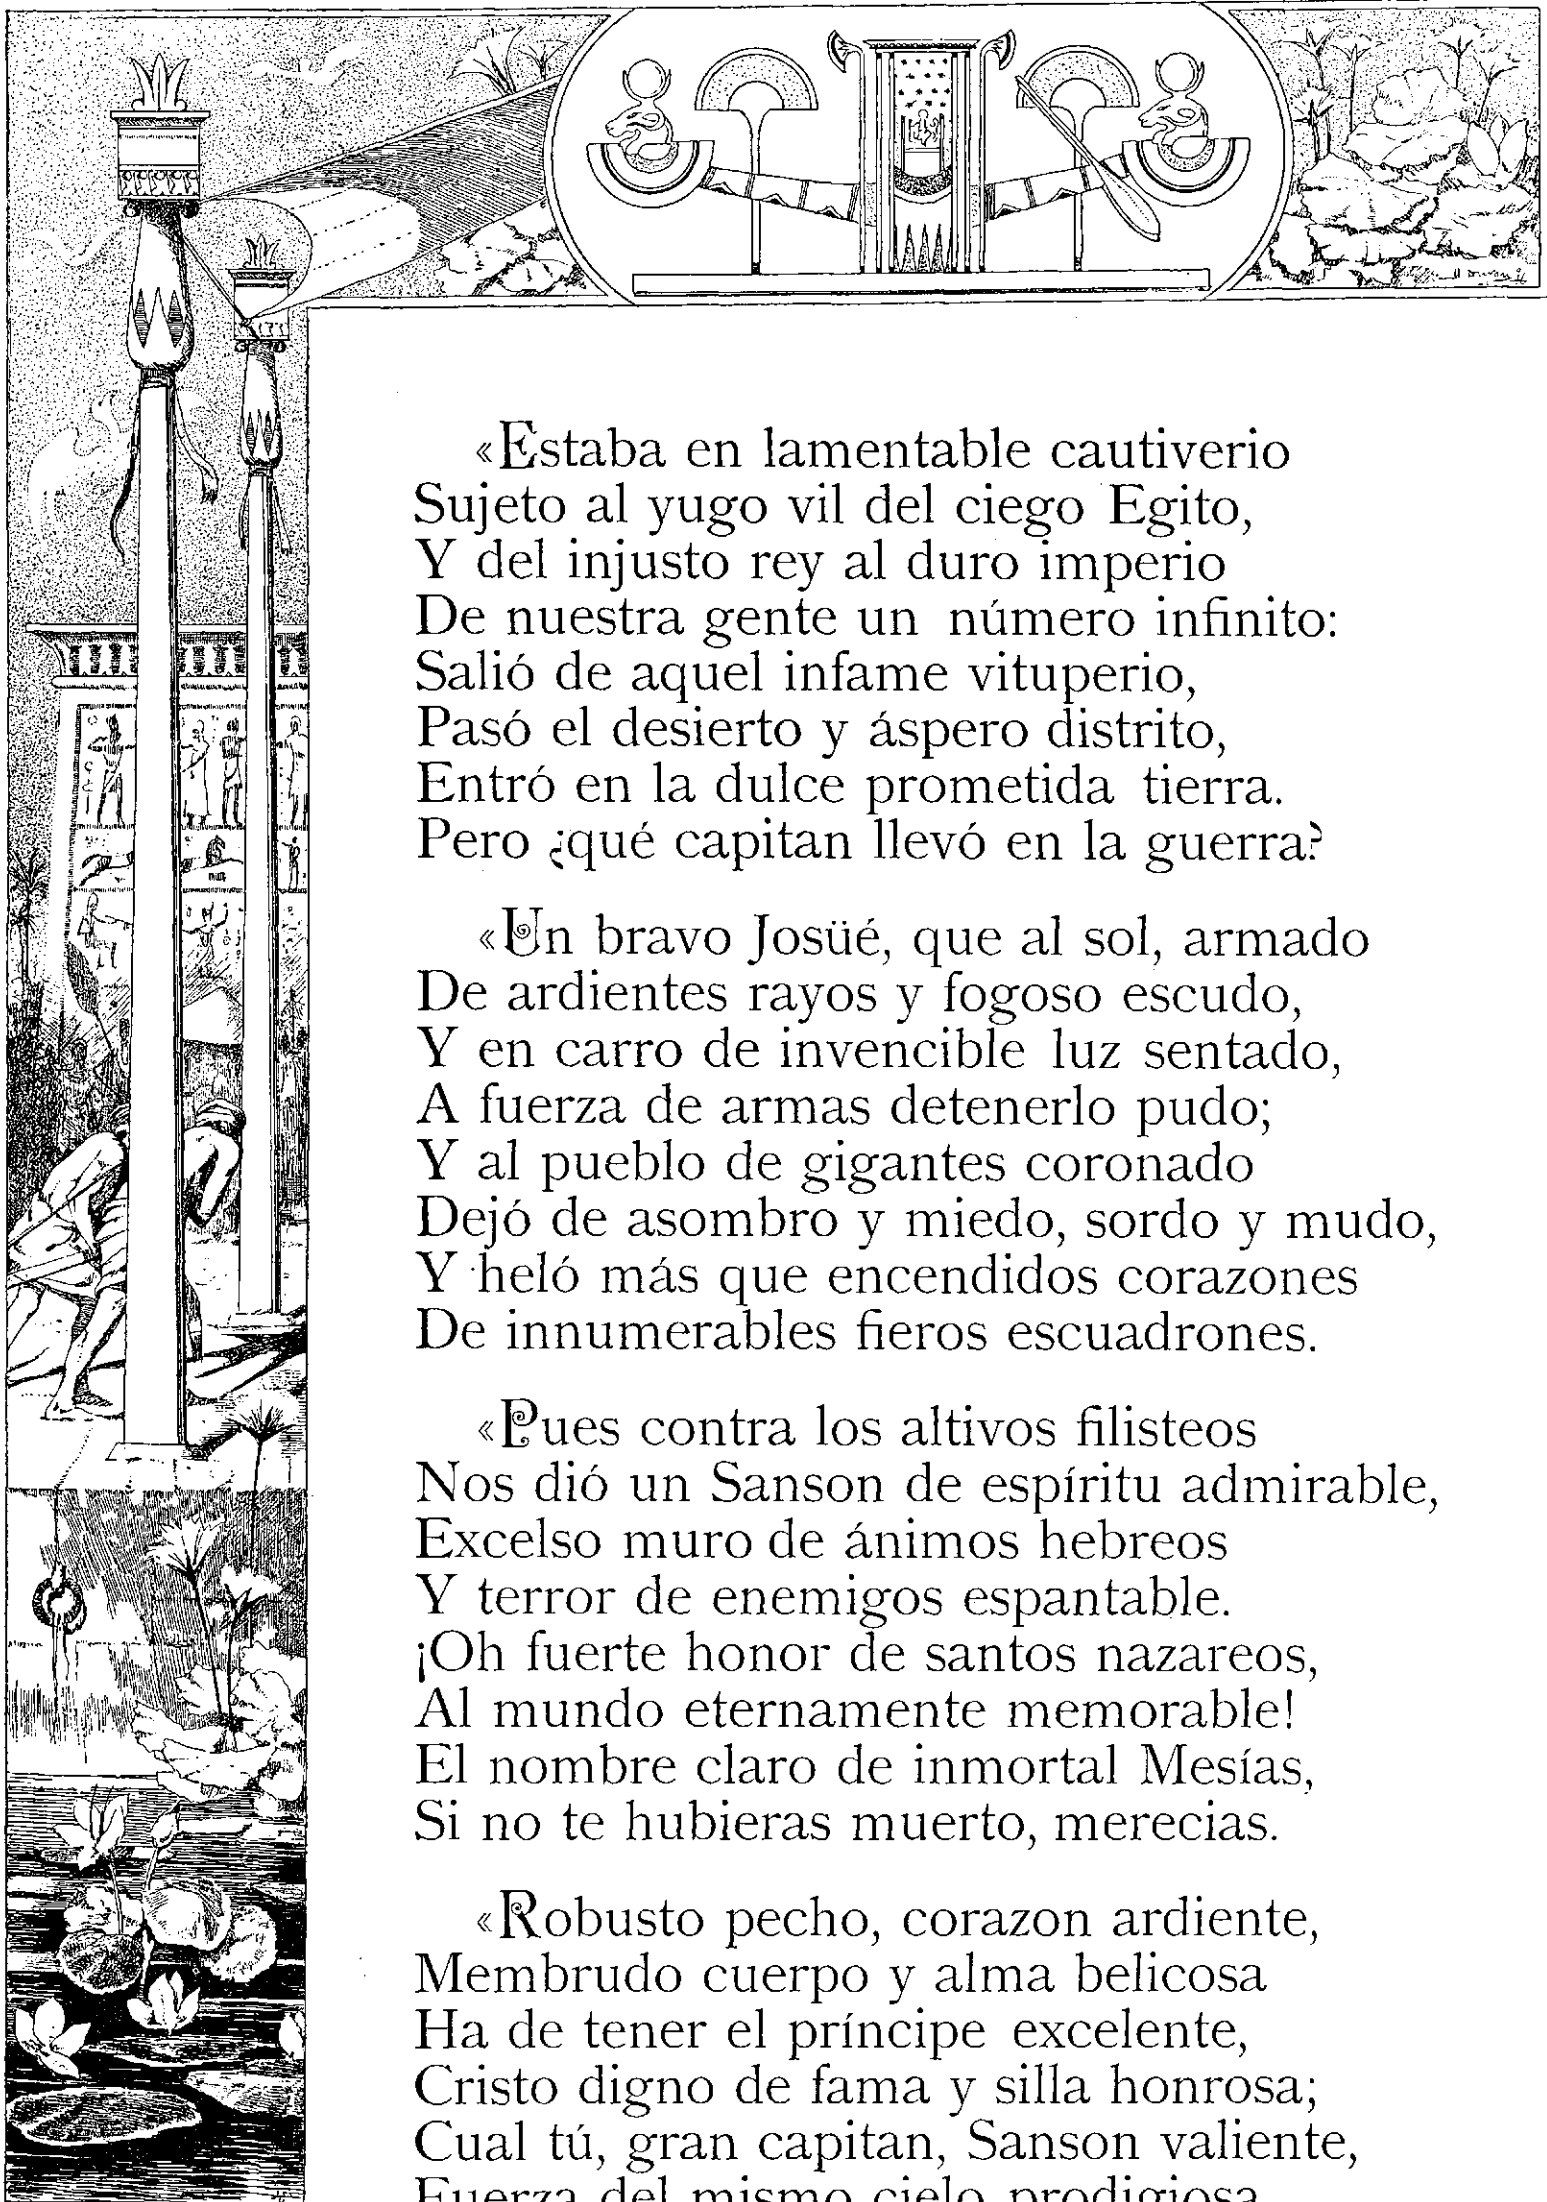 «Estaba en lamentable cautiverio
Sujeto al yugo vil del ciego Egito,
Y del injusto rey al duro imperio
De nuestra gente un número infinito:
Salió de aquel infame vituperio,
Pasó el desierto y áspero distrito,
Entró en la dulce prometida tierra.
Pero ¿qué capitan llevó en la guerra?
«Un bravo Josüé, que al sol, armado
De ardientes rayos y fogoso escudo,
Y en carro de invencible luz sentado,
A fuerza de armas detenerlo pudo;
Y al pueblo de gigantes coronado
Dejó de asombro y miedo, sordo y mudo,
Y heló más que encendidos corazones
De innumerables fieros escuadrones.
«Pues contra los altivos filisteos
Nos dió un Sanson de espíritu admirable,
Excelso muro de ánimos hebreos
Y terror de enemigos espantable.
¡Oh fuerte honor de santos nazareos,
Al mundo eternamente memorable!
El nombre claro de inmortal Mesías,
Si no te hubieras muerto, merecias.
«Robusto pecho, corazon ardiente,
Membrudo cuerpo y alma belicosa
Ha de tener el príncipe excelente,
Cristo digno de fama y silla honrosa;
Cual tú, gran capitan, Sanson valiente,
Fuerza del mismo cielo prodigiosa